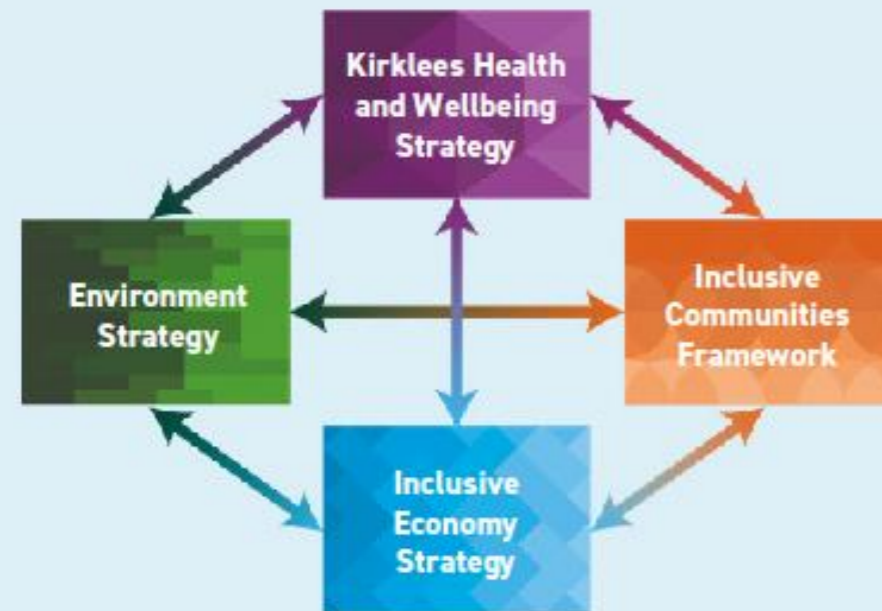 Kirklees Health
and Wellbeing
Strategy
Environment
Strategy
Inclusive
Communities
Framework
Inclusive
Economy
Strategy